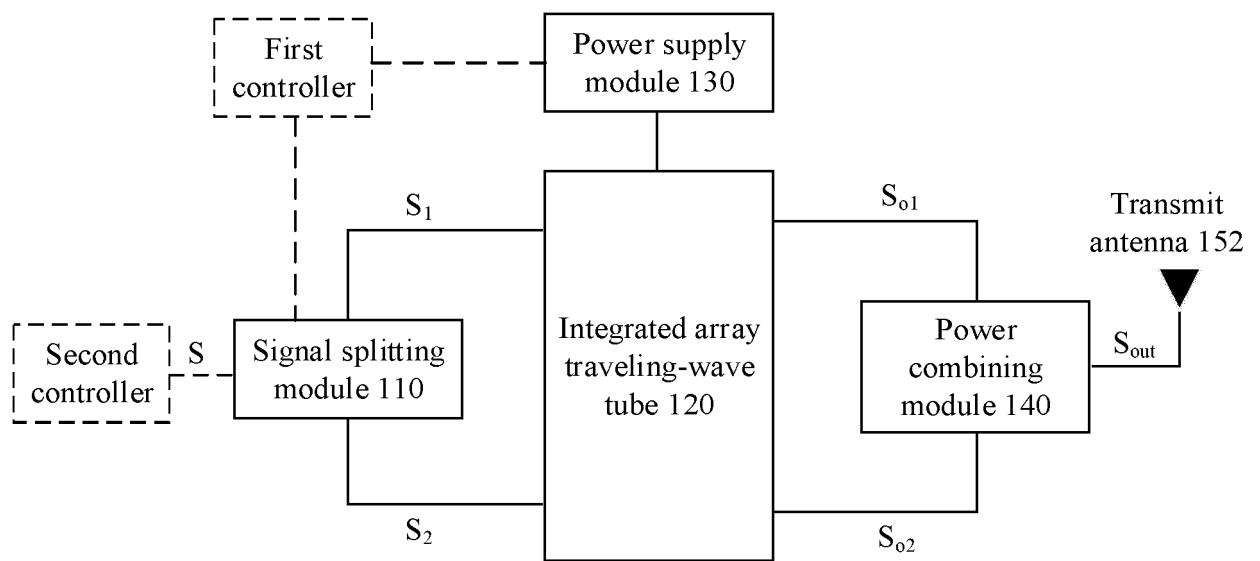 First
controller
Power supply
module 130
S₁
Sₒ₁
Transmit
antenna 152
Second
controller
S
Signal splitting
module 110
Integrated array
traveling-wave
tube 120
Power
combining
module 140
Sₒᵤₜ
S₂
Sₒ₂